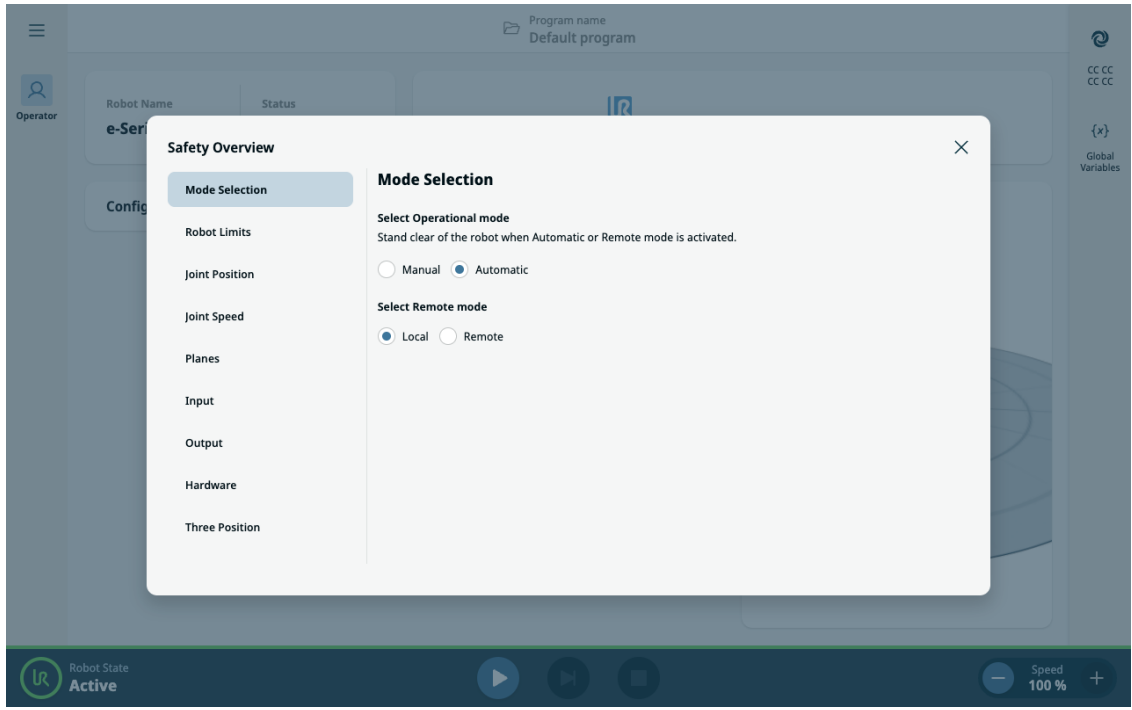 Program name
Default program
Operator
Robot Name
Status
e-Seri
Config
CC CC
CC CC
{x}
Global
Variables
Safety Overview
Mode Selection
Robot Limits
Joint Position
Joint Speed
Planes
Input
Output
Hardware
Three Position
Mode Selection
Select Operational mode
Stand clear of the robot when Automatic or Remote mode is activated.
Manual
Automatic
Select Remote mode
Local
Remote
Robot State
Active
Speed
100 %